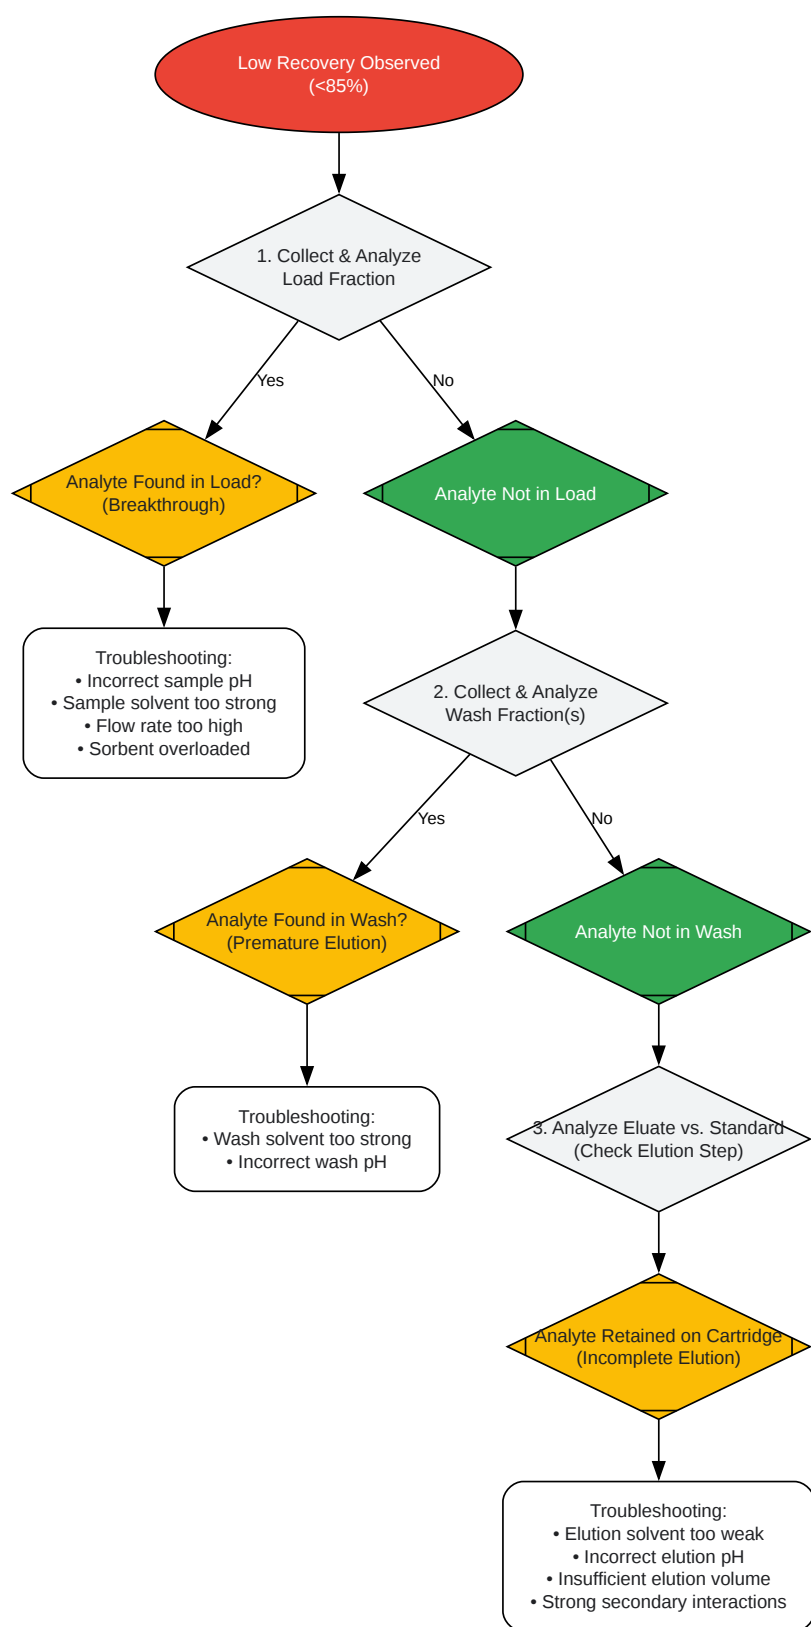 Low Recovery Observed
(<85%)
1. Collect & Analyze
Load Fraction
Yes
No
Analyte Found in Load?
(Breakthrough)
Analyte Not in Load
Troubleshooting:
• Incorrect sample pH
• Sample solvent too strong
• Flow rate too high
• Sorbent overloaded
2. Collect & Analyze
Wash Fraction(s)
Yes
No
Analyte Found in Wash?
(Premature Elution)
Analyte Not in Wash
Troubleshooting:
• Wash solvent too strong
• Incorrect wash pH
3. Analyze Eluate vs. Standard
(Check Elution Step)
Analyte Retained on Cartridge
(Incomplete Elution)
Troubleshooting:
• Elution solvent too weak
• Incorrect elution pH
• Insufficient elution volume
• Strong secondary interactions